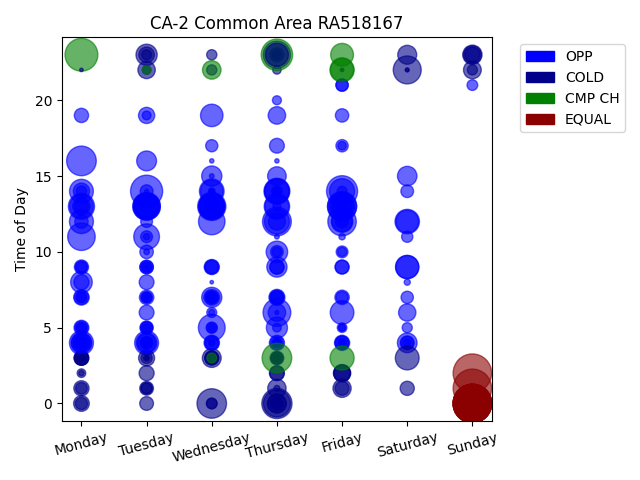 CA-2 Common Area RA518167
OPP
COLD
CMP CH
EQUAL
Time of Day
20
15
10
5
0
Monday Tuesday Wednesday Thursday Friday Saturday Sunday